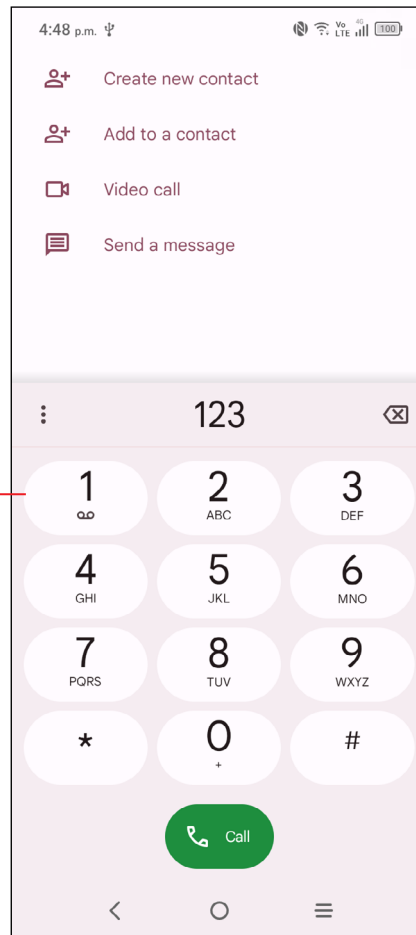 4:48 p.m. Vo LTE 4G 100
Create new contact
Add to a contact
Video call
Send a message
123
1 2 3
ABC DEF
4 5 6
GHI JKL MNO
7 8 9
PQRS TUV WXYZ
* 0 #
+
Call